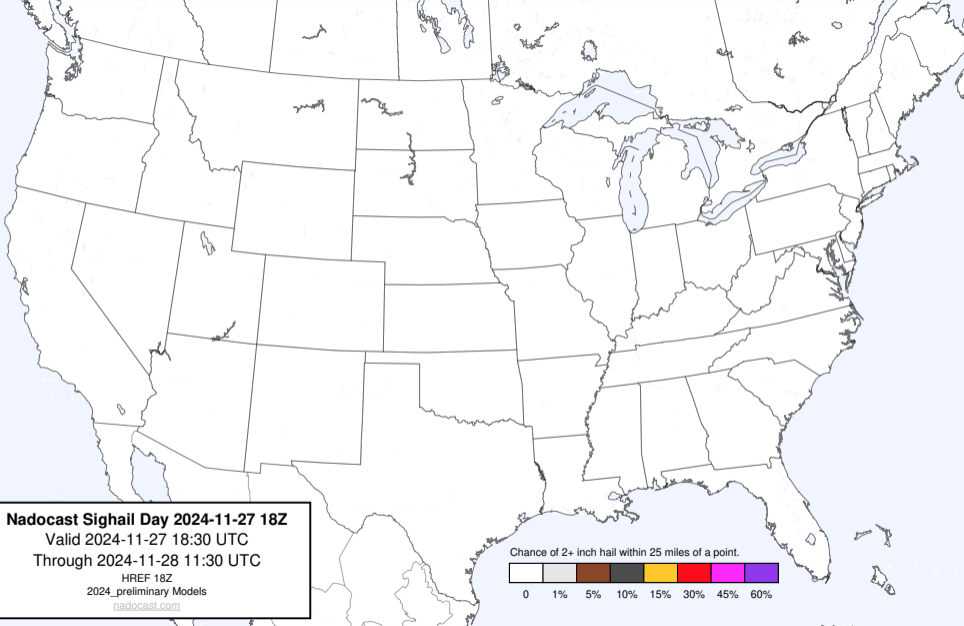 Nadocast Sighail Day 2024-11-27 18Z
Valid 2024-11-27 18:30 UTC
Through 2024-11-28 11:30 UTC
HREF 18Z
2024_preliminary Models
nadocast.com
Chance of 2+ inch hail within 25 miles of a point.
0 1% 5% 10% 15% 30% 45% 60%